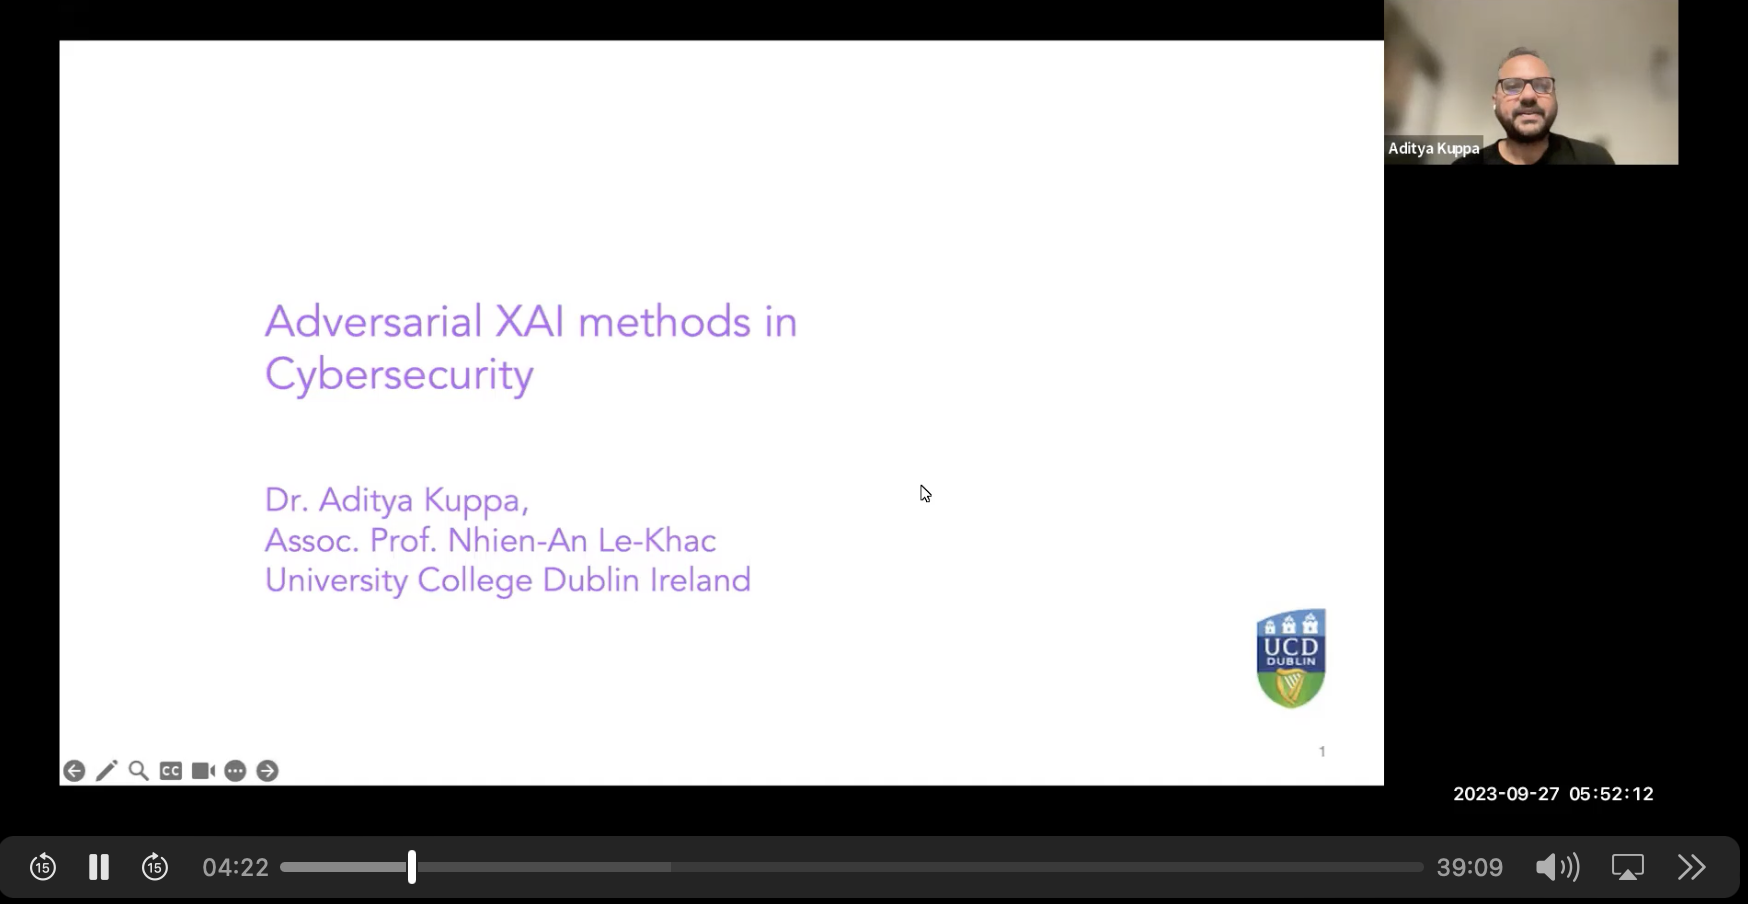 Aditya Kuppa
Adversarial XAI methods in
Cybersecurity
Dr. Aditya Kuppa,
Assoc. Prof. Nhien-An Le-Khac
University College Dublin Ireland
UCD
DUBLIN
1
CC
2023-09-27 05:52:12
15
15
04:22
39:09